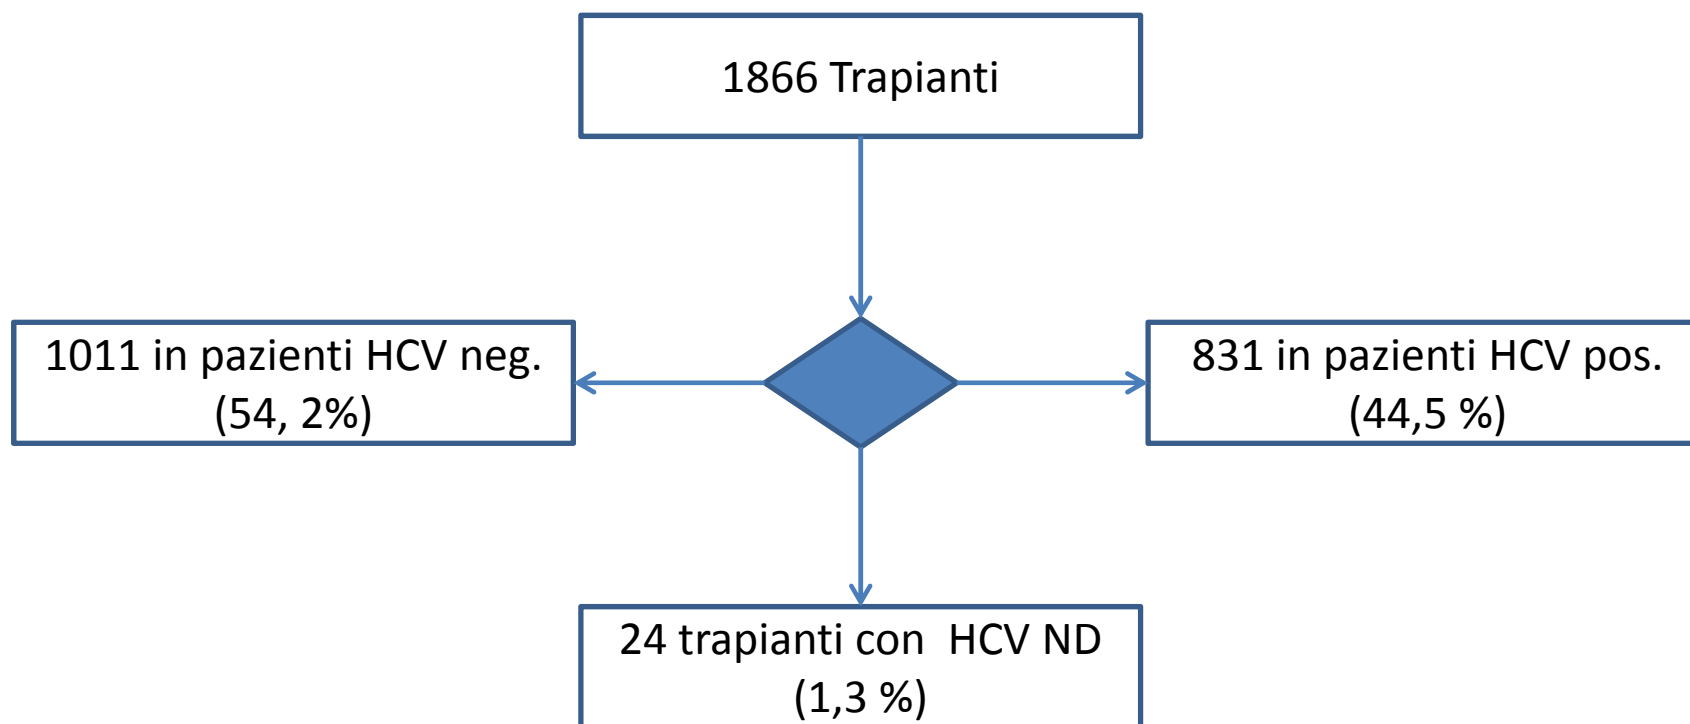 1866 Trapianti
1011 in pazienti HCV neg.
(54, 2%)
831 in pazienti HCV pos.
(44,5 %)
24 trapianti con  HCV ND
(1,3 %)